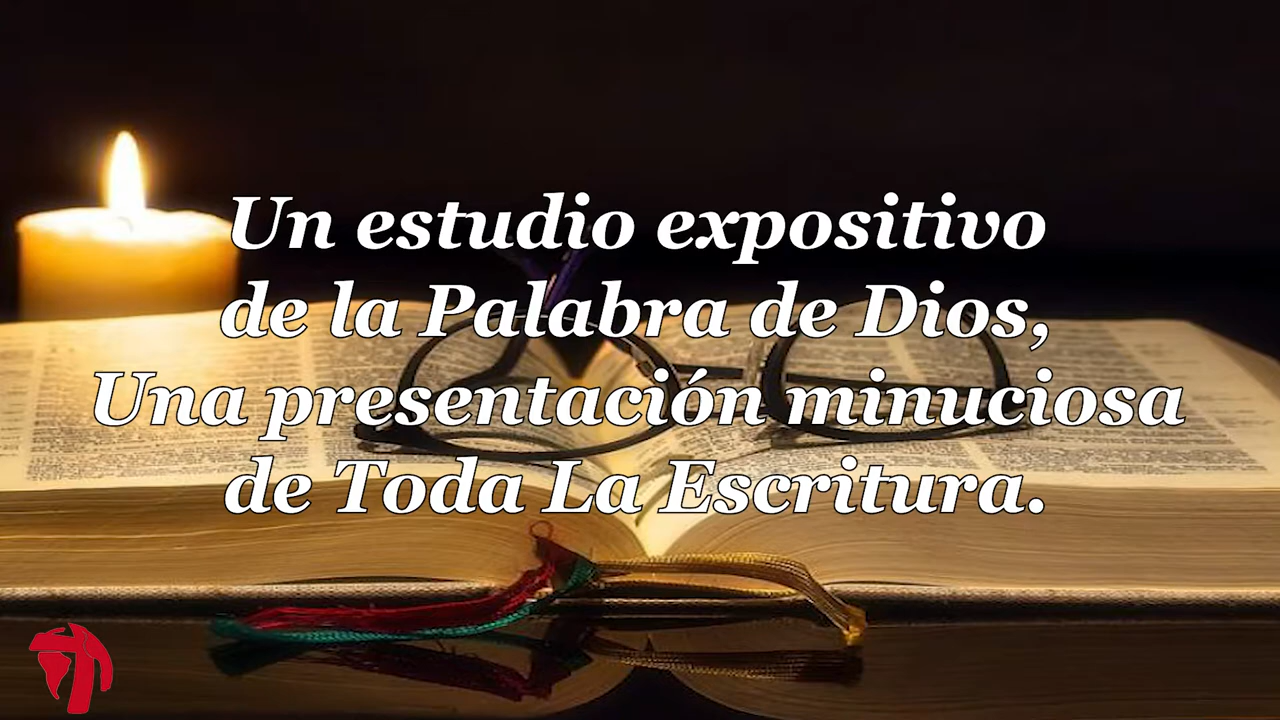 Un estudio expositivo
de la Palabra de Dios,
Una presentación minuciosa
de Toda La Escritura.